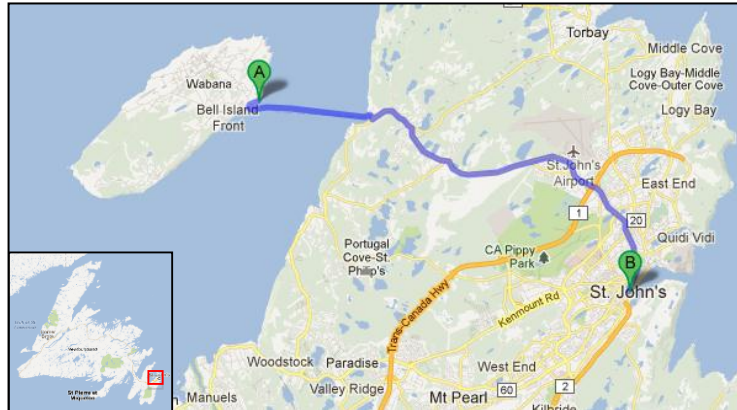 Torbay
Middle Cove
Wabana
A
Logy Bay-Middle
Cove-Outer Cove
Bell Island
Front
Logy Bay
St.John's
Airport
East End
1
20
Portugal
Cove-St.
Philip's
CA Pippy
Park
Quidi Vidi
B
St. John's
Trans-Canada Hwy
Kenmount Rd
Woodstock
Paradise
West End
Manuels
Valley Ridge
Mt Pearl
60
2
Kilbride